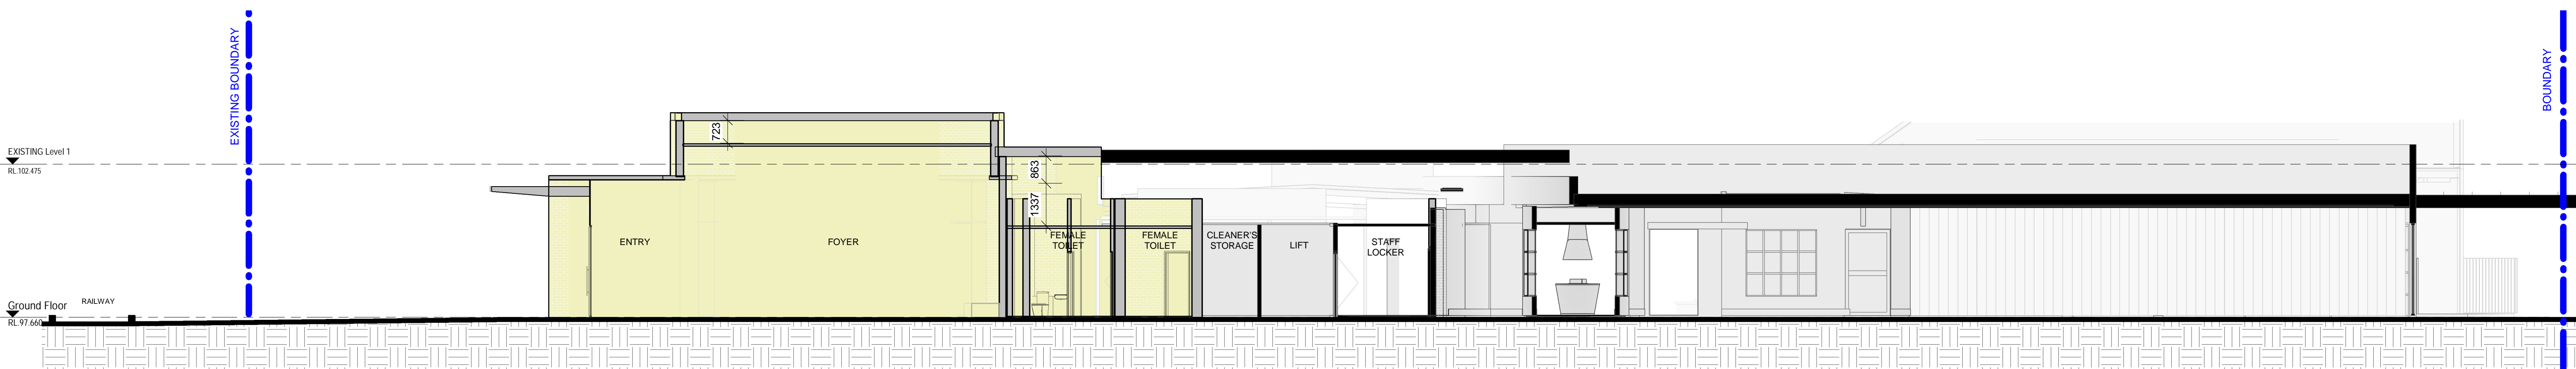 EXISTING BOUNDARY
BOUNDARY
EXISTING Level 1
RL.102.475
723
863
1337
ENTRY
FOYER
FEMALE
TOILET
FEMALE
TOILET
CLEANER'S
STORAGE
LIFT
STAFF
LOCKER
Ground Floor
RAILWAY
RL.97.660